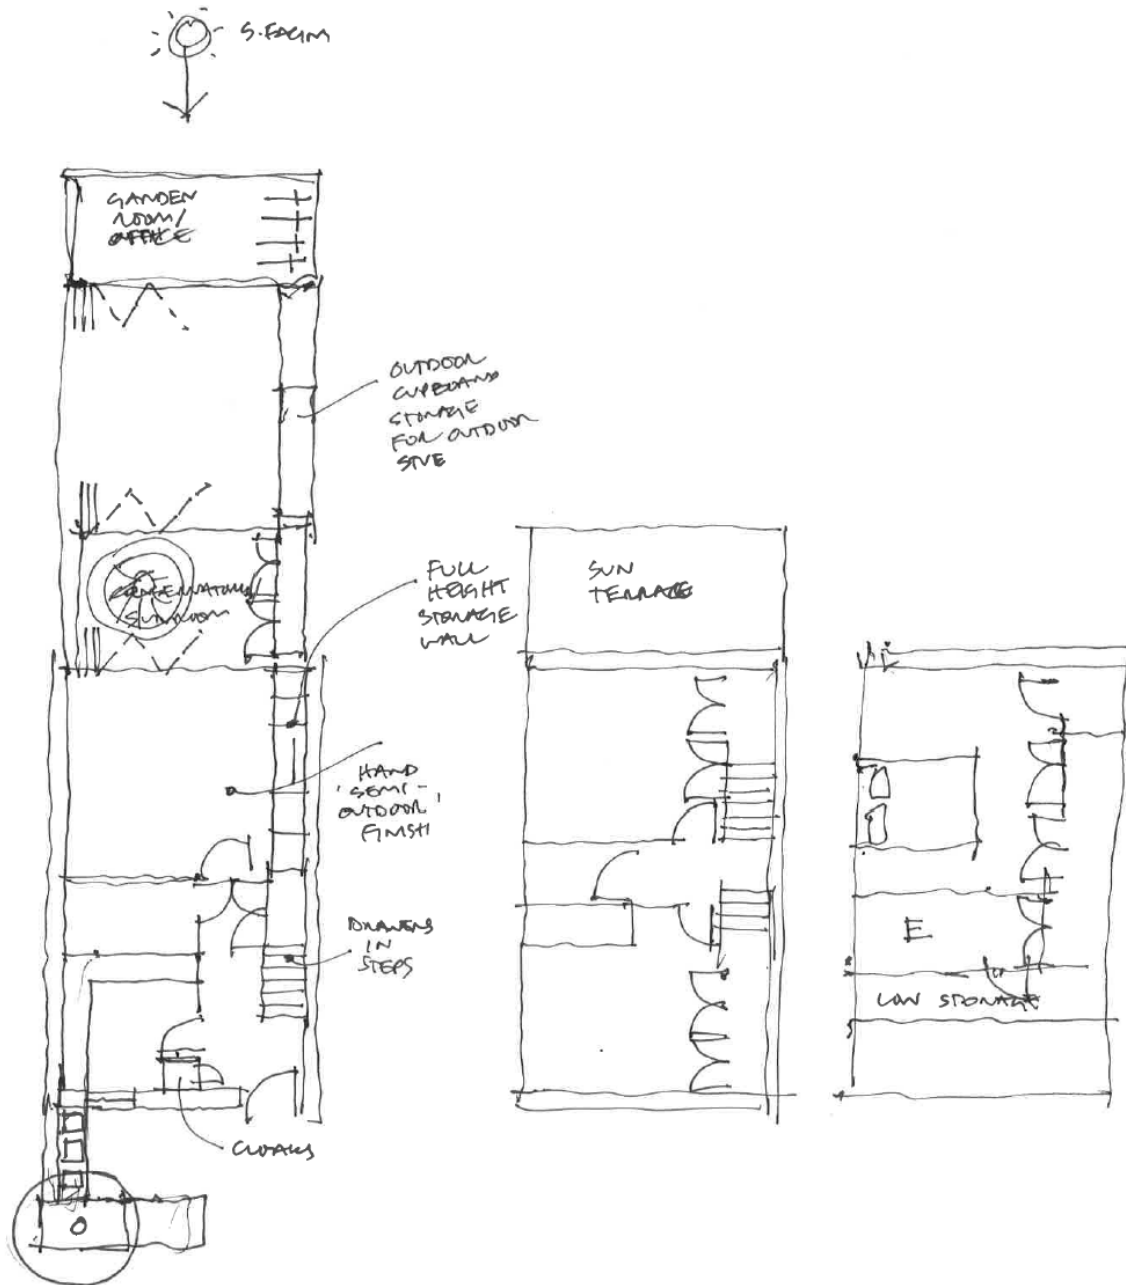 S. FACING
GARDEN
ROOM/
OFFICE
OUTDOOR
CUPBOARD
STORAGE
FOR OUTDOOR
CONSERVATORY/
SUNROOM
FULL
HEIGHT
STORAGE
WALL
HARD
'SEMI-
OUTDOOR'
FINISH
DRAWERS
IN
STEPS
CLOAKS
SUN
TERRACE
E
LOW STORAGE